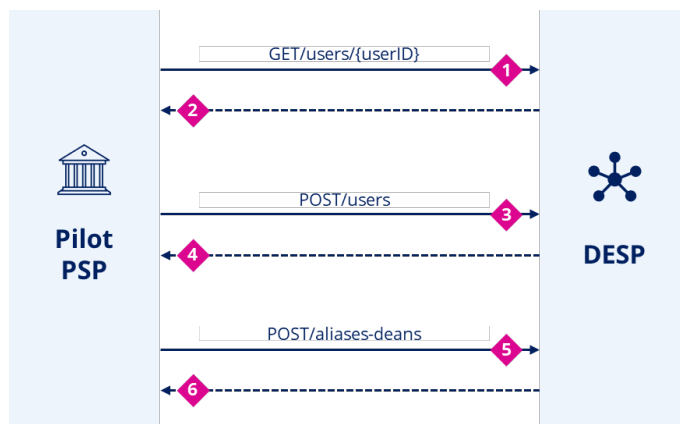 GET/users/{userID}
1
2
POST/users
3
4
Pilot
PSP
DESP
POST/aliases-deans
5
6